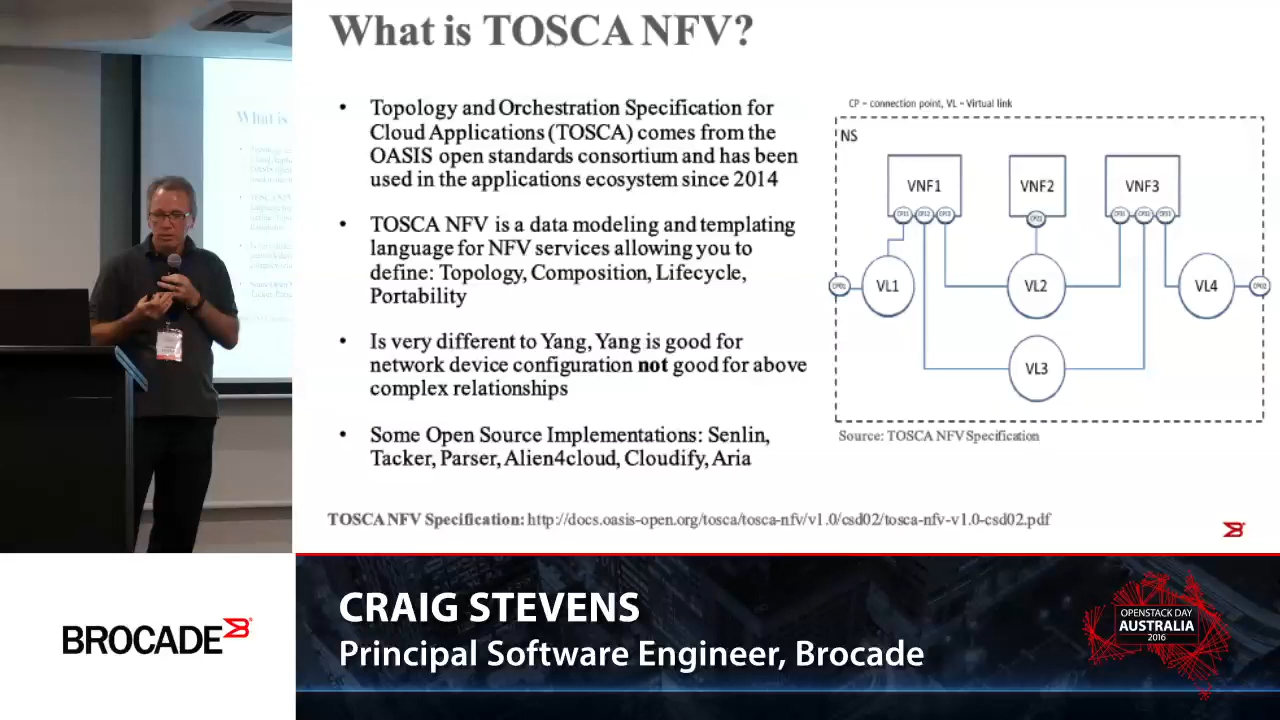 What is TOSCA NFV?
• Topology and Orchestration Specification for
Cloud Applications (TOSCA) comes from the
OASIS open standards consortium and has been
used in the applications ecosystem since 2014
• TOSCA NFV is a data modeling and templating
language for NFV services allowing you to
define: Topology, Composition, Lifecycle,
Portability
• Is very different to Yang, Yang is good for
network device configuration not good for above
complex relationships
• Some Open Source Implementations: Senlin,
Tacker, Parser, Alien4cloud, Cloudify, Aria
CP = connection point, VL = Virtual link
NS
VNF1
VNF2
VNF3
VL1
VL2
VL4
VL3
Source: TOSCA NFV Specification
TOSCA NFV Specification: http://docs.oasis-open.org/tosca/tosca-nfv/v1.0/csd02/tosca-nfv-v1.0-csd02.pdf
What is
BROCADE
CRAIG STEVENS
Principal Software Engineer, Brocade
OPENSTACK DAY
AUSTRALIA
2016